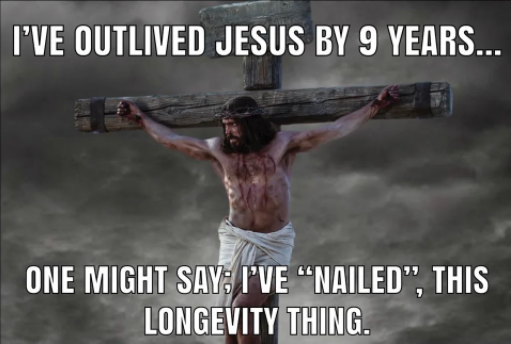 I'VE OUTLIVED JESUS BY 9 YEARS...
ONE MIGHT SAY; I'VE “NAILED”, THIS
LONGEVITY THING.